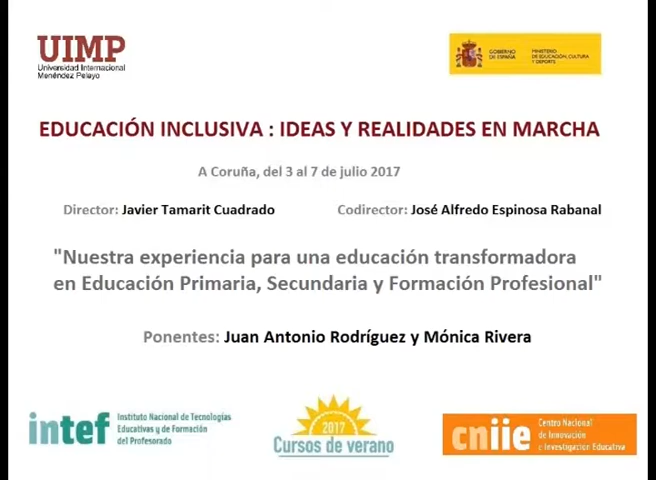 UIMP
Universidad Internacional
Menéndez Pelayo
GOBIERNO
DE ESPAÑA
MINISTERIO
DE EDUCACIÓN, CULTURA
Y DEPORTE
EDUCACIÓN INCLUSIVA : IDEAS Y REALIDADES EN MARCHA
A Coruña, del 3 al 7 de julio 2017
Director: Javier Tamarit Cuadrado
Codirector: José Alfredo Espinosa Rabanal
"Nuestra experiencia para una educación transformadora
en Educación Primaria, Secundaria y Formación Profesional"
Ponentes: Juan Antonio Rodríguez y Mónica Rivera
intef
Instituto Nacional de Tecnologías
Educativas y de Formación
del Profesorado
2017
Cursos de verano
cniie
Centro Nacional
de Innovación
e Investigación Educativa